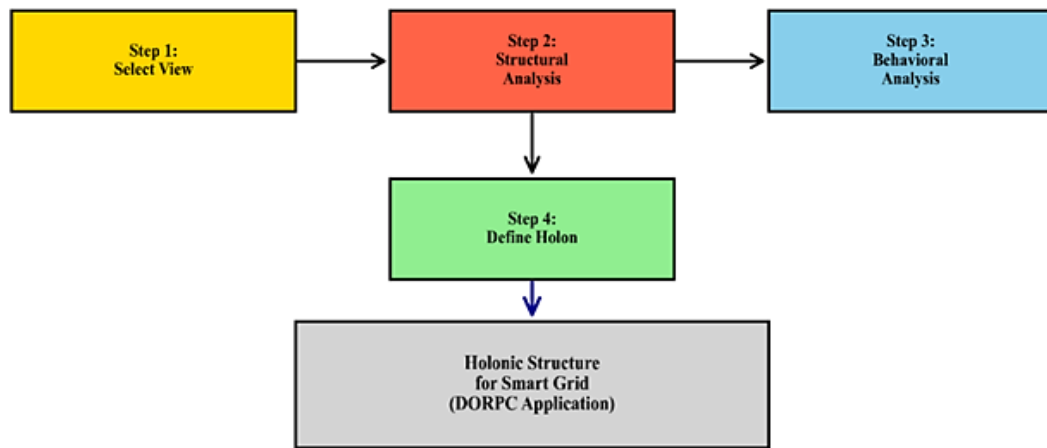 Step 1:
Select View
Step 2:
Structural
Analysis
Step 3:
Behavioral
Analysis
Step 4:
Define Holon
Holonic Structure
for Smart Grid
(DORPC Application)